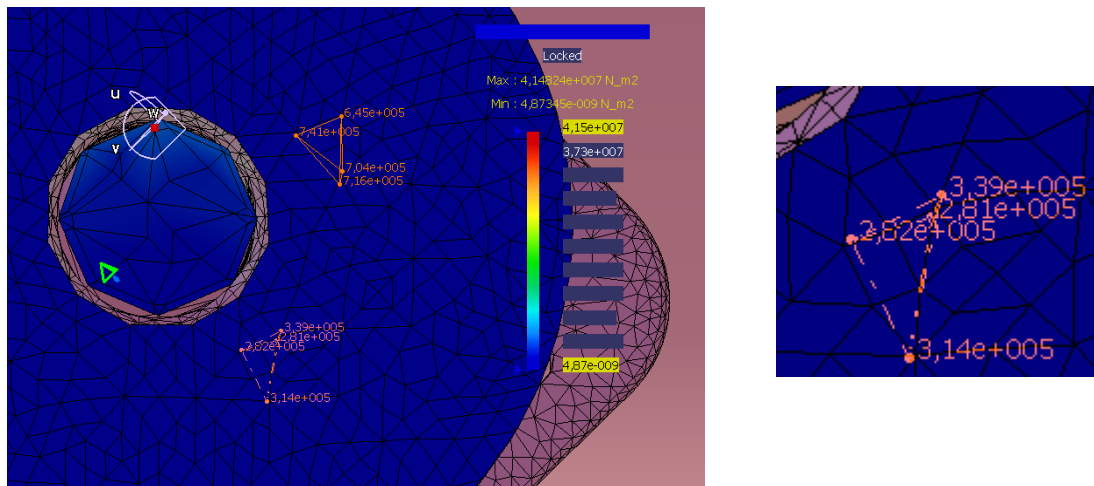 Locked
Max : 4,14824e+007 N_m2
Min : 4,87345e-009 N_m2
4,15e+007
3,73e+007
4,87e-009
u
w
v
6,45e+005
7,41e+005
7,04e+005
7,16e+005
3,39e+005
2,81e+005
2,82e+005
3,14e+005
3,39e+005
2,81e+005
2,82e+005
3,14e+005